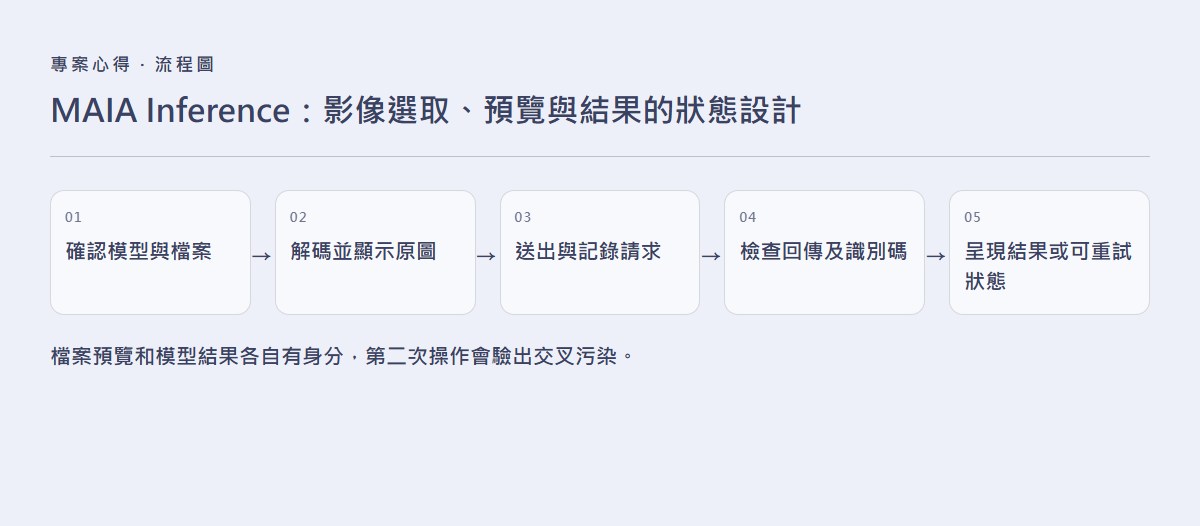 專案心得 · 流程圖
MAIA Inference：影像選取、預覽與結果的狀態設計
01
確認模型與檔案
→
02
解碼並顯示原圖
→
03
送出與記錄請求
→
04
檢查回傳及識別碼
→
05
呈現結果或可重試
狀態
檔案預覽和模型結果各自有身分，第二次操作會驗出交叉污染。